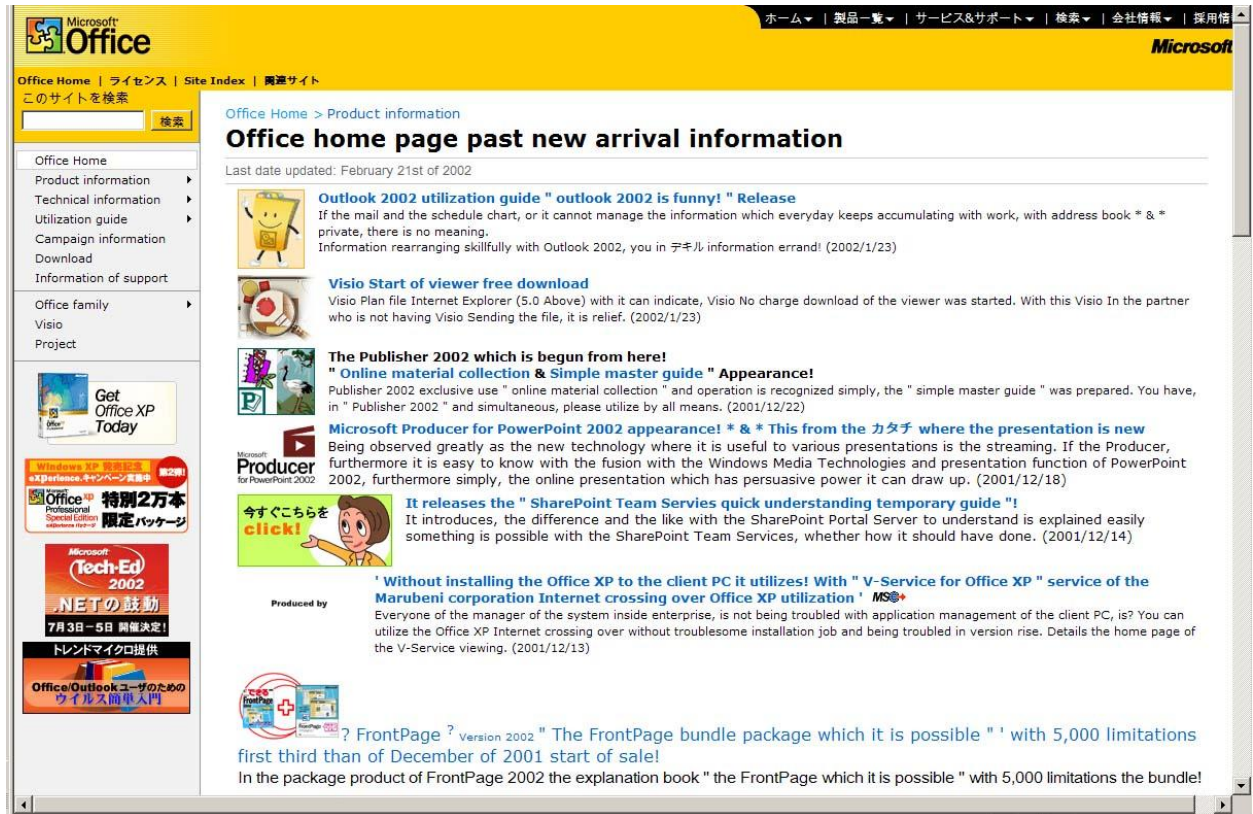 Microsoft
Office
ホーム | 製品一覧 | サービス&サポート | 検索 | 会社情報 | 採用情
Microsoft
Office Home | ライセンス | Site Index | 関連サイト
このサイトを検索
検索
Office Home
Product information
Technical information
Utilization guide
Campaign information
Download
Information of support
Office family
Visio
Project
Get
Office XP
Today
Windows XP 発売記念
eXperience.キャンペーン実施中
第2弾!
Office XP 特別2万本
Professional
Special Edition 限定パッケージ
Microsoft
Tech·Ed
2002
.NETの鼓動
7月3日-5日 開催決定!
トレンドマイクロ提供
Office/Outlookユーザのための
ウイルス簡単入門
Office Home > Product information
Office home page past new arrival information
Last date updated: February 21st of 2002
Outlook 2002 utilization guide " outlook 2002 is funny! " Release
If the mail and the schedule chart, or it cannot manage the information which everyday keeps accumulating with work, with address book * & *
private, there is no meaning.
Information rearranging skillfully with Outlook 2002, you in デキル information errand! (2002/1/23)
Visio Start of viewer free download
Visio Plan file Internet Explorer (5.0 Above) with it can indicate, Visio No charge download of the viewer was started. With this Visio In the partner
who is not having Visio Sending the file, it is relief. (2002/1/23)
The Publisher 2002 which is begun from here!
" Online material collection & Simple master guide " Appearance!
Publisher 2002 exclusive use " online material collection " and operation is recognized simply, the " simple master guide " was prepared. You have,
in " Publisher 2002 " and simultaneous, please utilize by all means. (2001/12/22)
Microsoft
Producer
for PowerPoint 2002
Microsoft Producer for PowerPoint 2002 appearance! * & * This from the カタチ where the presentation is new
Being observed greatly as the new technology where it is useful to various presentations is the streaming. If the Producer,
furthermore it is easy to know with the fusion with the Windows Media Technologies and presentation function of PowerPoint
2002, furthermore simply, the online presentation which has persuasive power it can draw up. (2001/12/18)
今すぐこちらを
click!
It releases the " SharePoint Team Servies quick understanding temporary guide "!
It introduces, the difference and the like with the SharePoint Portal Server to understand is explained easily
something is possible with the SharePoint Team Services, whether how it should have done. (2001/12/14)
Produced by
' Without installing the Office XP to the client PC it utilizes! With " V-Service for Office XP " service of the
Marubeni corporation Internet crossing over Office XP utilization '
Everyone of the manager of the system inside enterprise, is not being troubled with application management of the client PC, is? You can
utilize the Office XP Internet crossing over without troublesome installation job and being troubled in version rise. Details the home page of
the V-Service viewing. (2001/12/13)
できる
FrontPage
? FrontPage ? Version 2002 " The FrontPage bundle package which it is possible " ' with 5,000 limitations
first third than of December of 2001 start of sale!
In the package product of FrontPage 2002 the explanation book " the FrontPage which it is possible " with 5,000 limitations the bundle!